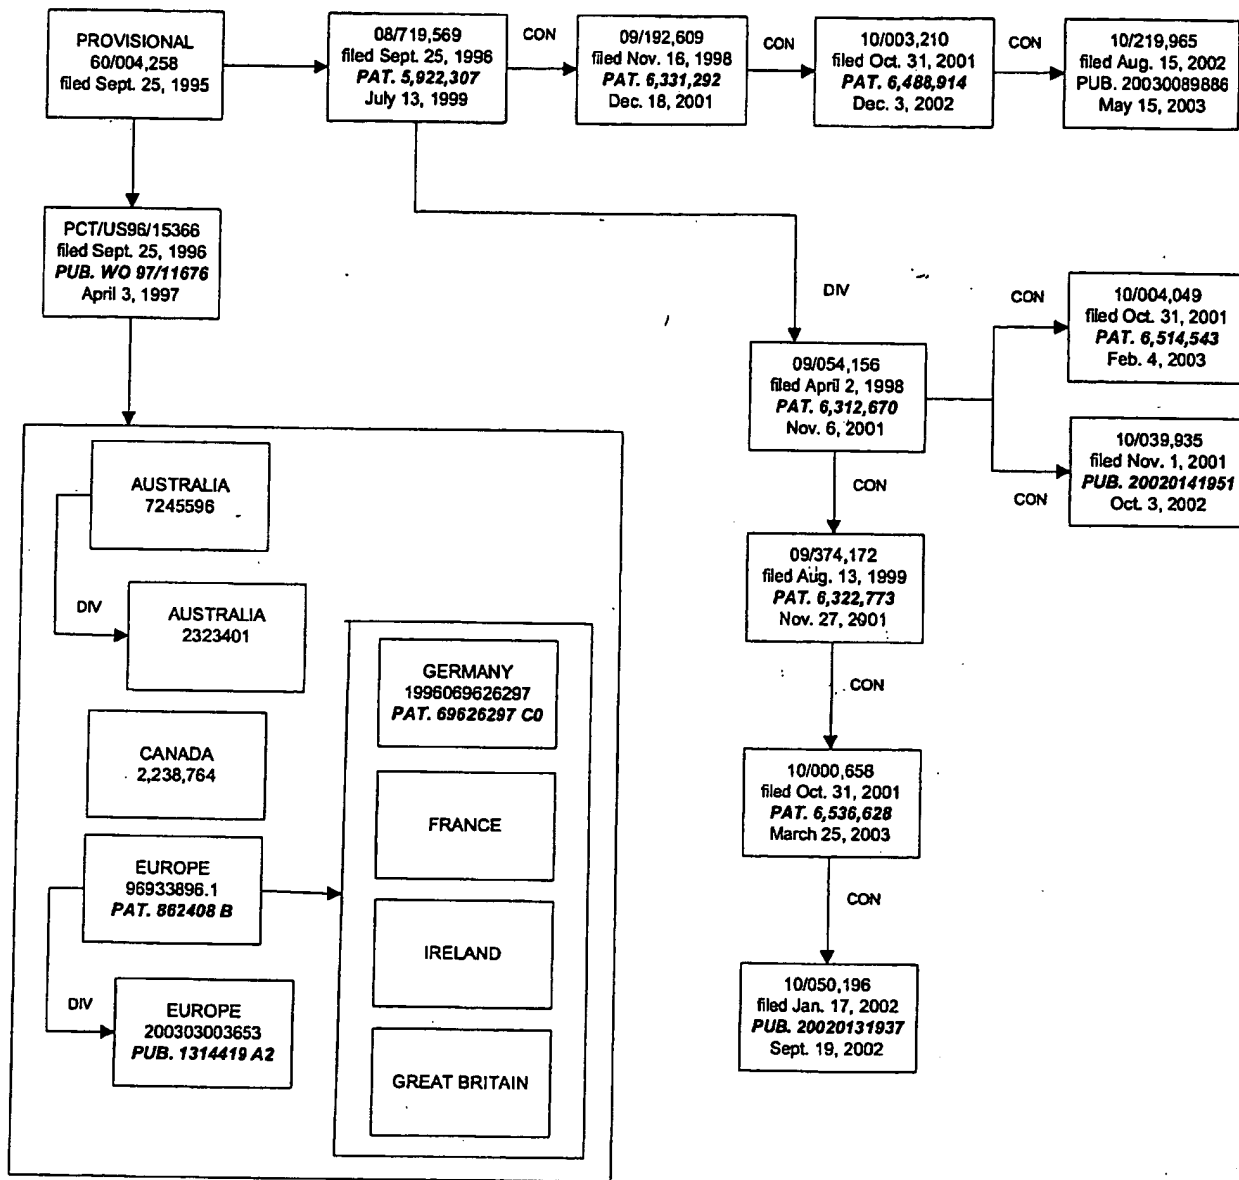 PROVISIONAL
60/004,258
filed Sept. 25, 1995
08/719,569
filed Sept. 25, 1996
PAT. 5,922,307
July 13, 1999
CON
09/192,609
filed Nov. 16, 1998
PAT. 6,331,292
Dec. 18, 2001
CON
10/003,210
filed Oct. 31, 2001
PAT. 6,488,914
Dec. 3, 2002
CON
10/219,965
filed Aug. 15, 2002
PUB. 20030089886
May 15, 2003
PCT/US96/15366
filed Sept. 25, 1996
PUB. WO 97/11676
April 3, 1997
DIV
09/054,156
filed April 2, 1998
PAT. 6,312,670
Nov. 6, 2001
CON
10/004,049
filed Oct. 31, 2001
PAT. 6,514,543
Feb. 4, 2003
CON
10/039,935
filed Nov. 1, 2001
PUB. 20020141951
Oct. 3, 2002
CON
09/374,172
filed Aug. 13, 1999
PAT. 6,322,773
Nov. 27, 2001
CON
10/000,658
filed Oct. 31, 2001
PAT. 6,536,628
March 25, 2003
CON
10/050,196
filed Jan. 17, 2002
PUB. 20020131937
Sept. 19, 2002
AUSTRALIA
7245596
DIV
AUSTRALIA
2323401
CANADA
2,238,764
EUROPE
96933896.1
PAT. 862408 B
DIV
EUROPE
200303003653
PUB. 1314419 A2
GERMANY
1996069626297
PAT. 69626297 C0
FRANCE
IRELAND
GREAT BRITAIN